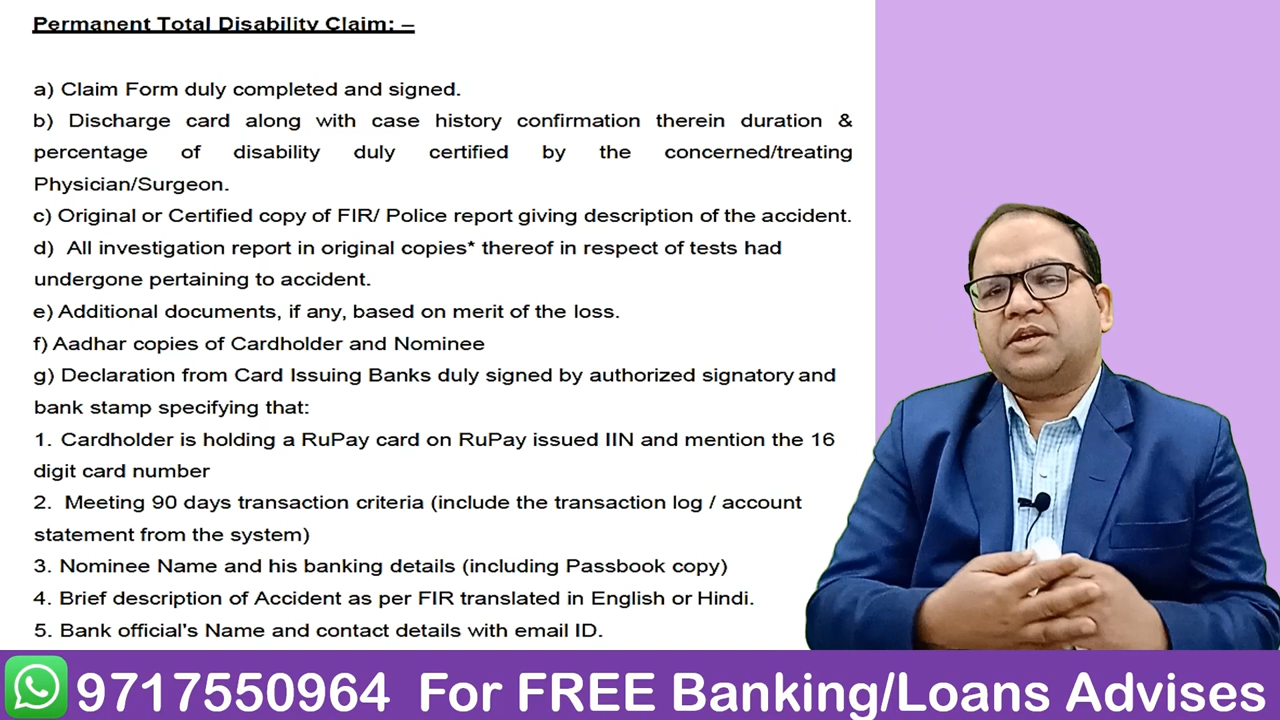 Permanent Total Disability Claim: –
a) Claim Form duly completed and signed.
b) Discharge card along with case history confirmation therein duration &
percentage of disability duly certified by the concerned/treating
Physician/Surgeon.
c) Original or Certified copy of FIR/ Police report giving description of the accident.
d) All investigation report in original copies* thereof in respect of tests had
undergone pertaining to accident.
e) Additional documents, if any, based on merit of the loss.
f) Aadhar copies of Cardholder and Nominee
g) Declaration from Card Issuing Banks duly signed by authorized signatory and
bank stamp specifying that:
1. Cardholder is holding a RuPay card on RuPay issued IIN and mention the 16
digit card number
2. Meeting 90 days transaction criteria (include the transaction log / account
statement from the system)
3. Nominee Name and his banking details (including Passbook copy)
4. Brief description of Accident as per FIR translated in English or Hindi.
5. Bank official's Name and contact details with email ID.
9717550964 For FREE Banking/Loans Advises